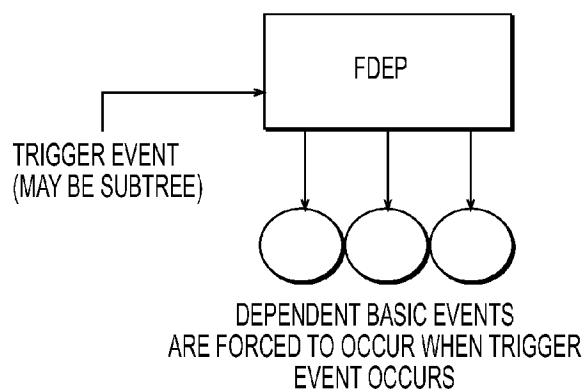 FDEP
TRIGGER EVENT
(MAY BE SUBTREE)
DEPENDENT BASIC EVENTS
ARE FORCED TO OCCUR WHEN TRIGGER
EVENT OCCURS